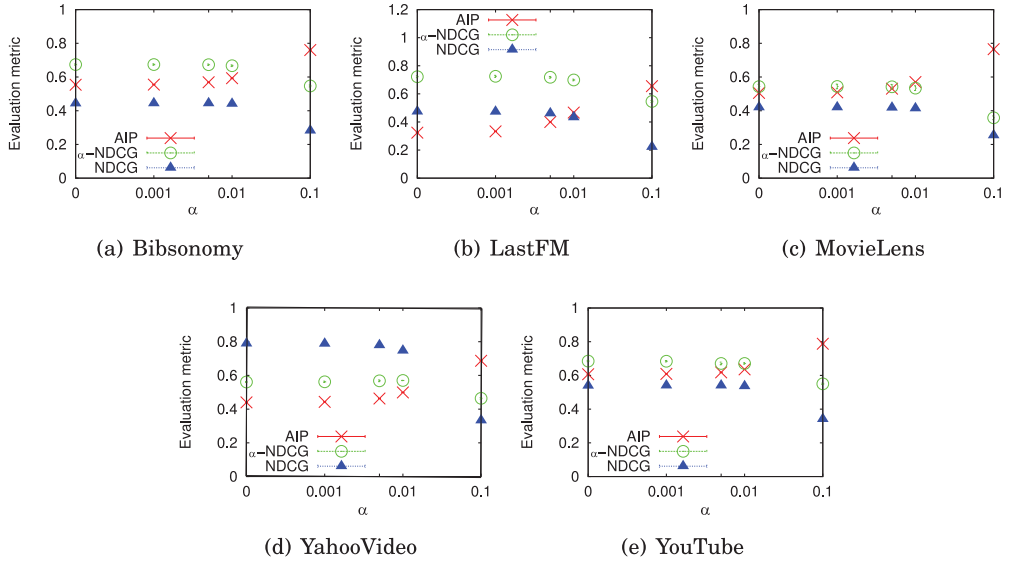 Evaluation metric
1
0.8
0.6
0.4
0.2
0
AIP
α-NDCG
NDCG
0 0.001 0.01 0.1
α
(a) Bibsonomy
Evaluation metric
1.2
1
0.8
0.6
0.4
0.2
0
AIP
α-NDCG
NDCG
0 0.001 0.01 0.1
α
(b) LastFM
Evaluation metric
1
0.8
0.6
0.4
0.2
0
AIP
α-NDCG
NDCG
0 0.001 0.01 0.1
α
(c) MovieLens
Evaluation metric
1
0.8
0.6
0.4
0.2
0
AIP
α-NDCG
NDCG
0 0.001 0.01 0.1
α
(d) YahooVideo
Evaluation metric
1
0.8
0.6
0.4
0.2
0
AIP
α-NDCG
NDCG
0 0.001 0.01 0.1
α
(e) YouTube